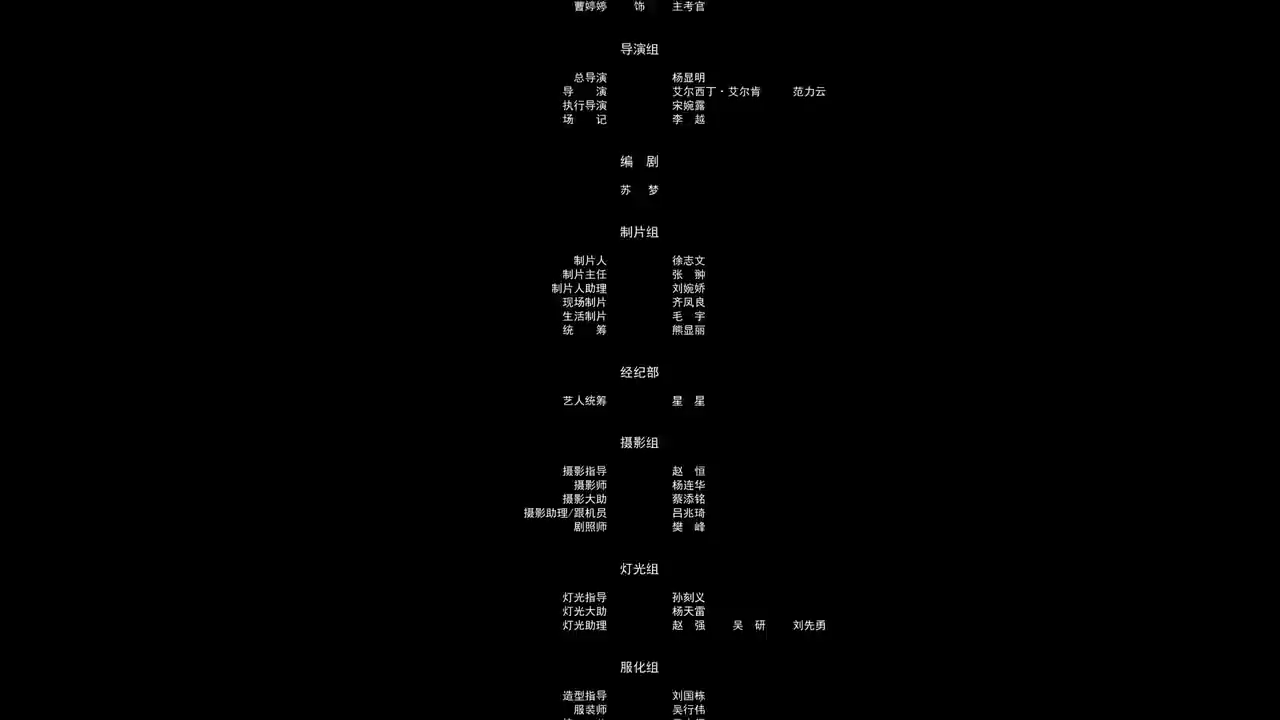 曹婷婷 饰 主考官
导演组
总导演 杨显明
导 演 艾尔西丁·艾尔肯 范力云
执行导演 宋婉露
场 记 李 越
编 剧
苏 梦
制片组
制片人 徐志文
制片主任 张 翀
制片人助理 刘婉娇
现场制片 齐凤良
生活制片 毛 宇
统 筹 熊显丽
经纪部
艺人统筹 星 星
摄影组
摄影指导 赵 恒
摄影师 杨连华
摄影大助 蔡添铭
摄影助理/跟机员 吕兆琦
剧照师 樊 峰
灯光组
灯光指导 孙刻义
灯光大助 杨天雷
灯光助理 赵 强 吴 研 刘先勇
服化组
造型指导 刘国栋
服装师 吴行伟